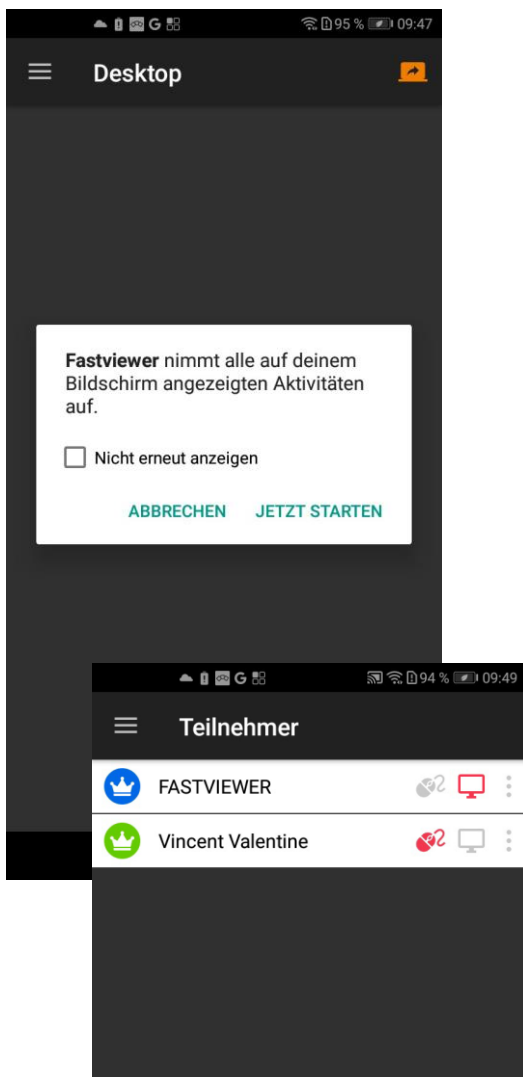 G 95 % 09:47
Desktop
Fastviewer nimmt alle auf deinem
Bildschirm angezeigten Aktivitäten
auf.
Nicht erneut anzeigen
ABBRECHEN JETZT STARTEN
G 94 % 09:49
Teilnehmer
FASTVIEWER
Vincent Valentine